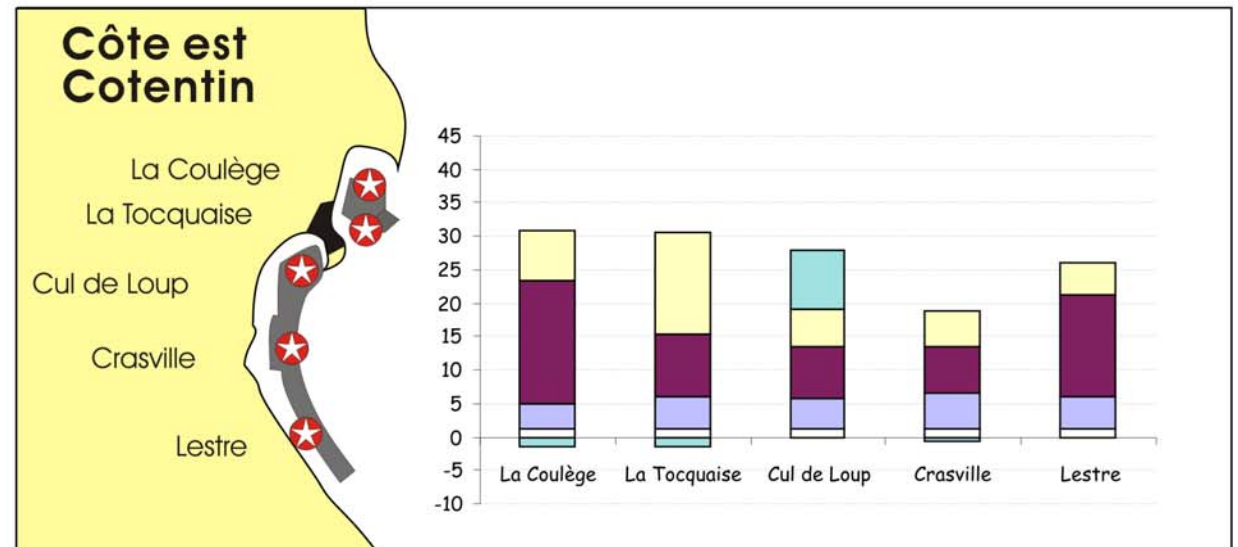 Côte est
Cotentin
La Coulège
La Tocquaise
Cul de Loup
Crasville
Lestre
45
40
35
30
25
20
15
10
5
0
-5
-10
La Coulège La Tocquaise Cul de Loup Crasville Lestre